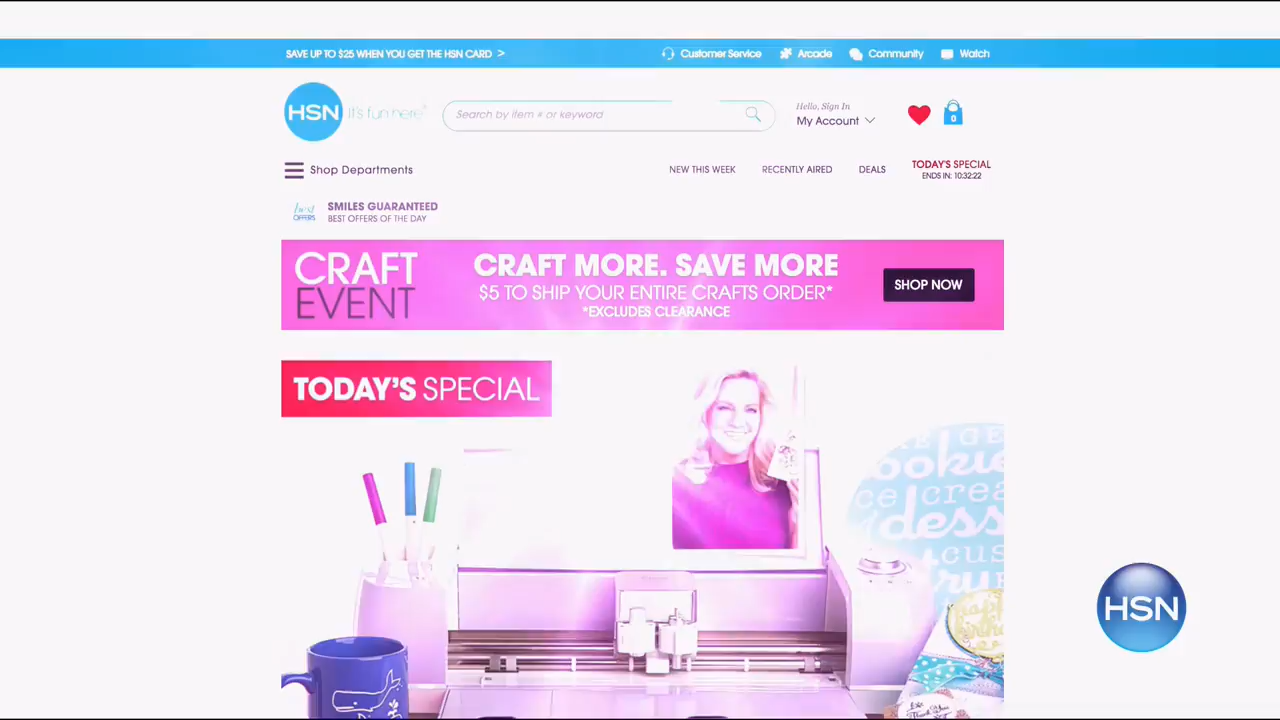 SAVE UP TO $25 WHEN YOU GET THE HSN CARD >
Customer Service Arcade Community Watch
HSN It's fun here®
Search by item # or keyword
Hello, Sign In
My Account
0
Shop Departments
NEW THIS WEEK RECENTLY AIRED DEALS
TODAY'S SPECIAL
ENDS IN: 10:32:22
best
OFFERS
SMILES GUARANTEED
BEST OFFERS OF THE DAY
CRAFT
EVENT
CRAFT MORE. SAVE MORE
$5 TO SHIP YOUR ENTIRE CRAFTS ORDER*
*EXCLUDES CLEARANCE
SHOP NOW
TODAY'S SPECIAL
HSN